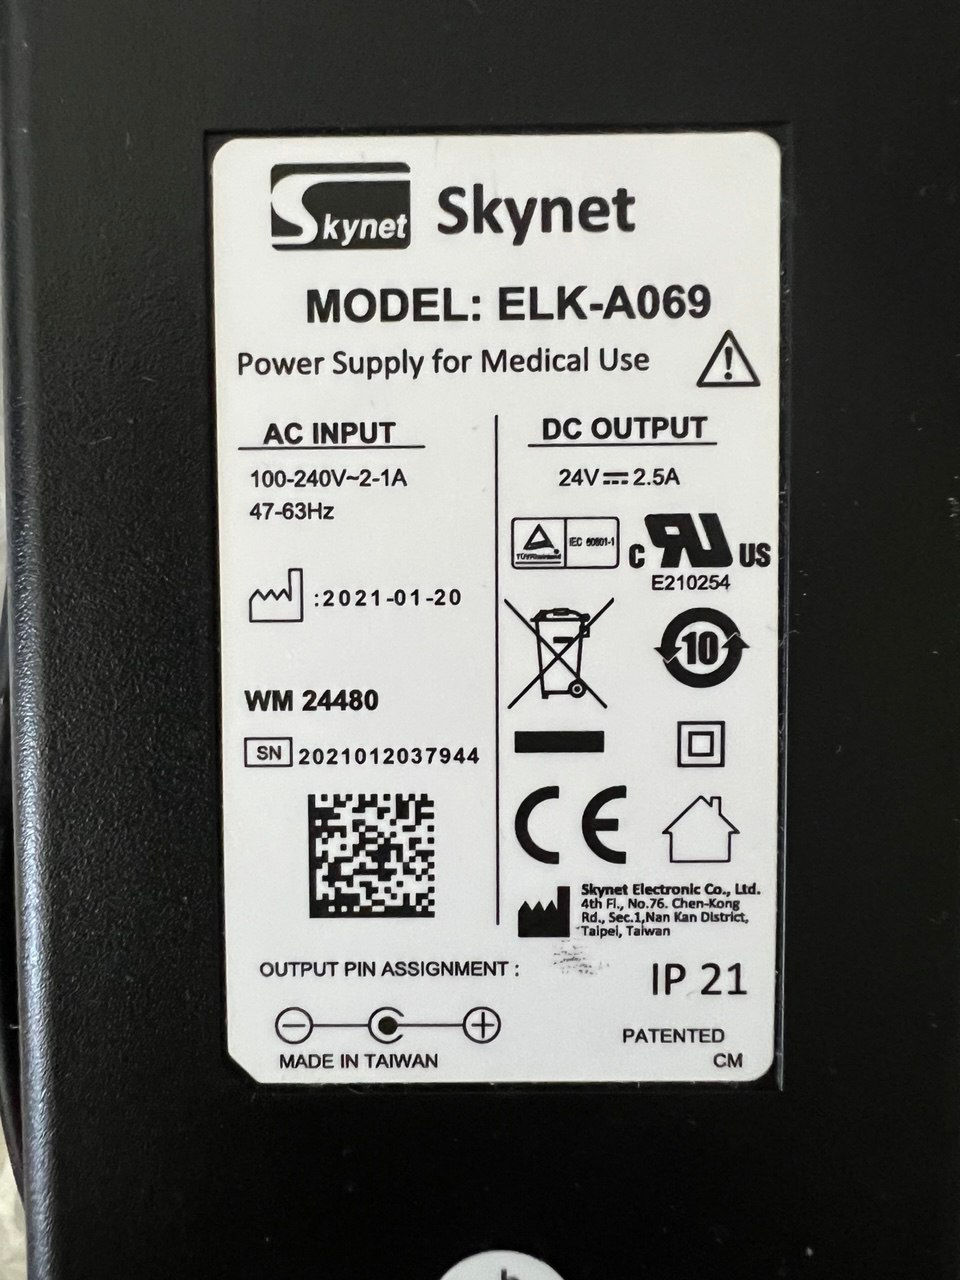 Skynet Skynet
MODEL: ELK-A069
Power Supply for Medical Use
AC INPUT
100-240V~2-1A
47-63Hz
:2021-01-20
WM 24480
SN 2021012037944
DC OUTPUT
24V⎓2.5A
TÜVRheinland IEC 60601-1
C US
E210254
10
CE
Skynet Electronic Co., Ltd.
4th Fl., No.76. Chen-Kong
Rd., Sec.1,Nan Kan District,
Taipei, Taiwan
OUTPUT PIN ASSIGNMENT :
IP 21
MADE IN TAIWAN
PATENTED
CM